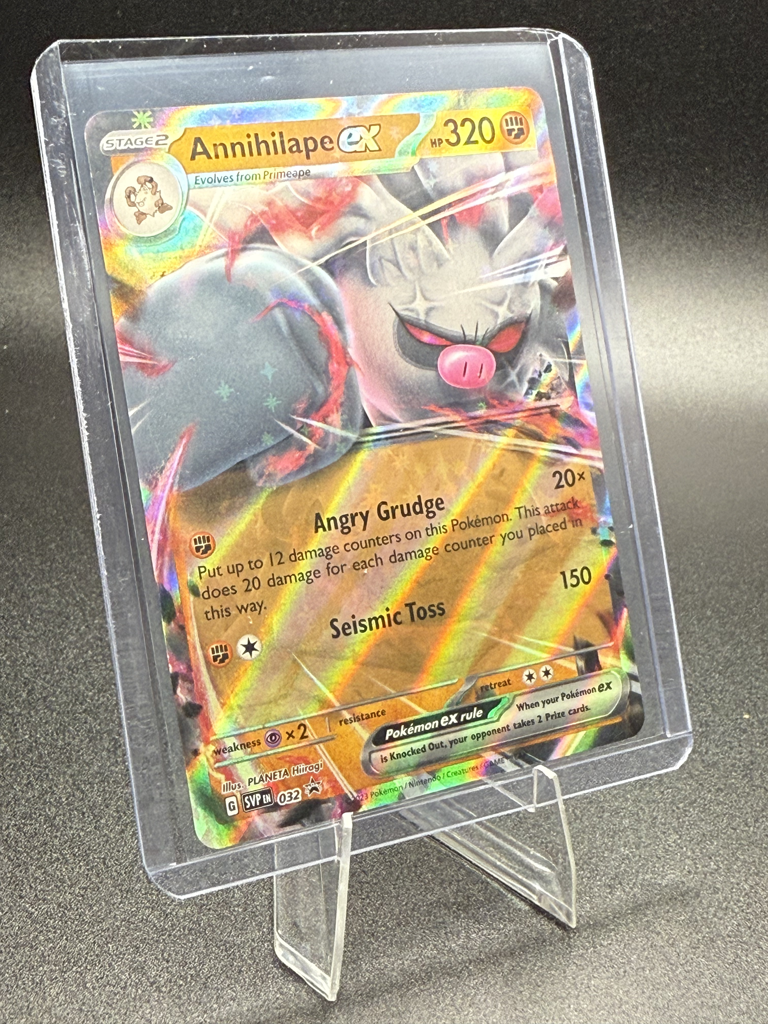 STAGE2 Annihilape ex HP 320
Evolves from Primeape
Angry Grudge 20×
Put up to 12 damage counters on this Pokémon. This attack
does 20 damage for each damage counter you placed in
this way.
Seismic Toss 150
weakness ×2 resistance retreat
Pokémon ex rule When your Pokémon ex
is Knocked Out, your opponent takes 2 Prize cards.
Illus. PLANETA Hiiragi
G SVP EN 032
Pokémon / Nintendo / Creatures / GAME